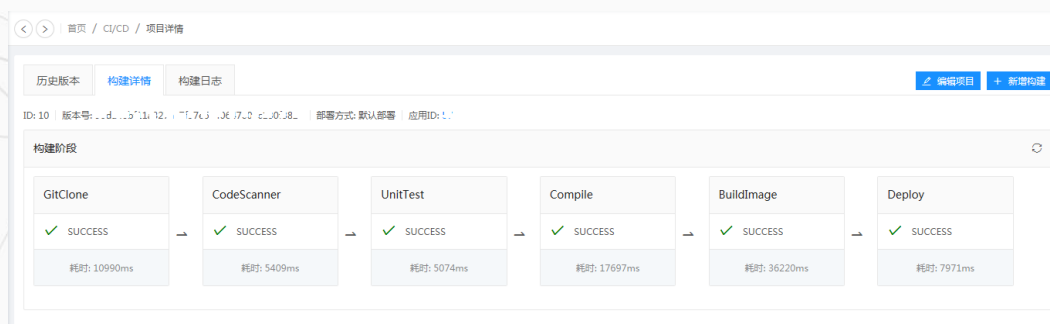 首页 / CI/CD / 项目详情
历史版本 构建详情 构建日志 编辑项目 + 新增构建
ID: 10 版本号: 部署方式: 默认部署 应用ID:
构建阶段
GitClone CodeScanner UnitTest Compile BuildImage Deploy
SUCCESS SUCCESS SUCCESS SUCCESS SUCCESS SUCCESS
耗时: 10990ms 耗时: 5409ms 耗时: 5074ms 耗时: 17697ms 耗时: 36220ms 耗时: 7971ms